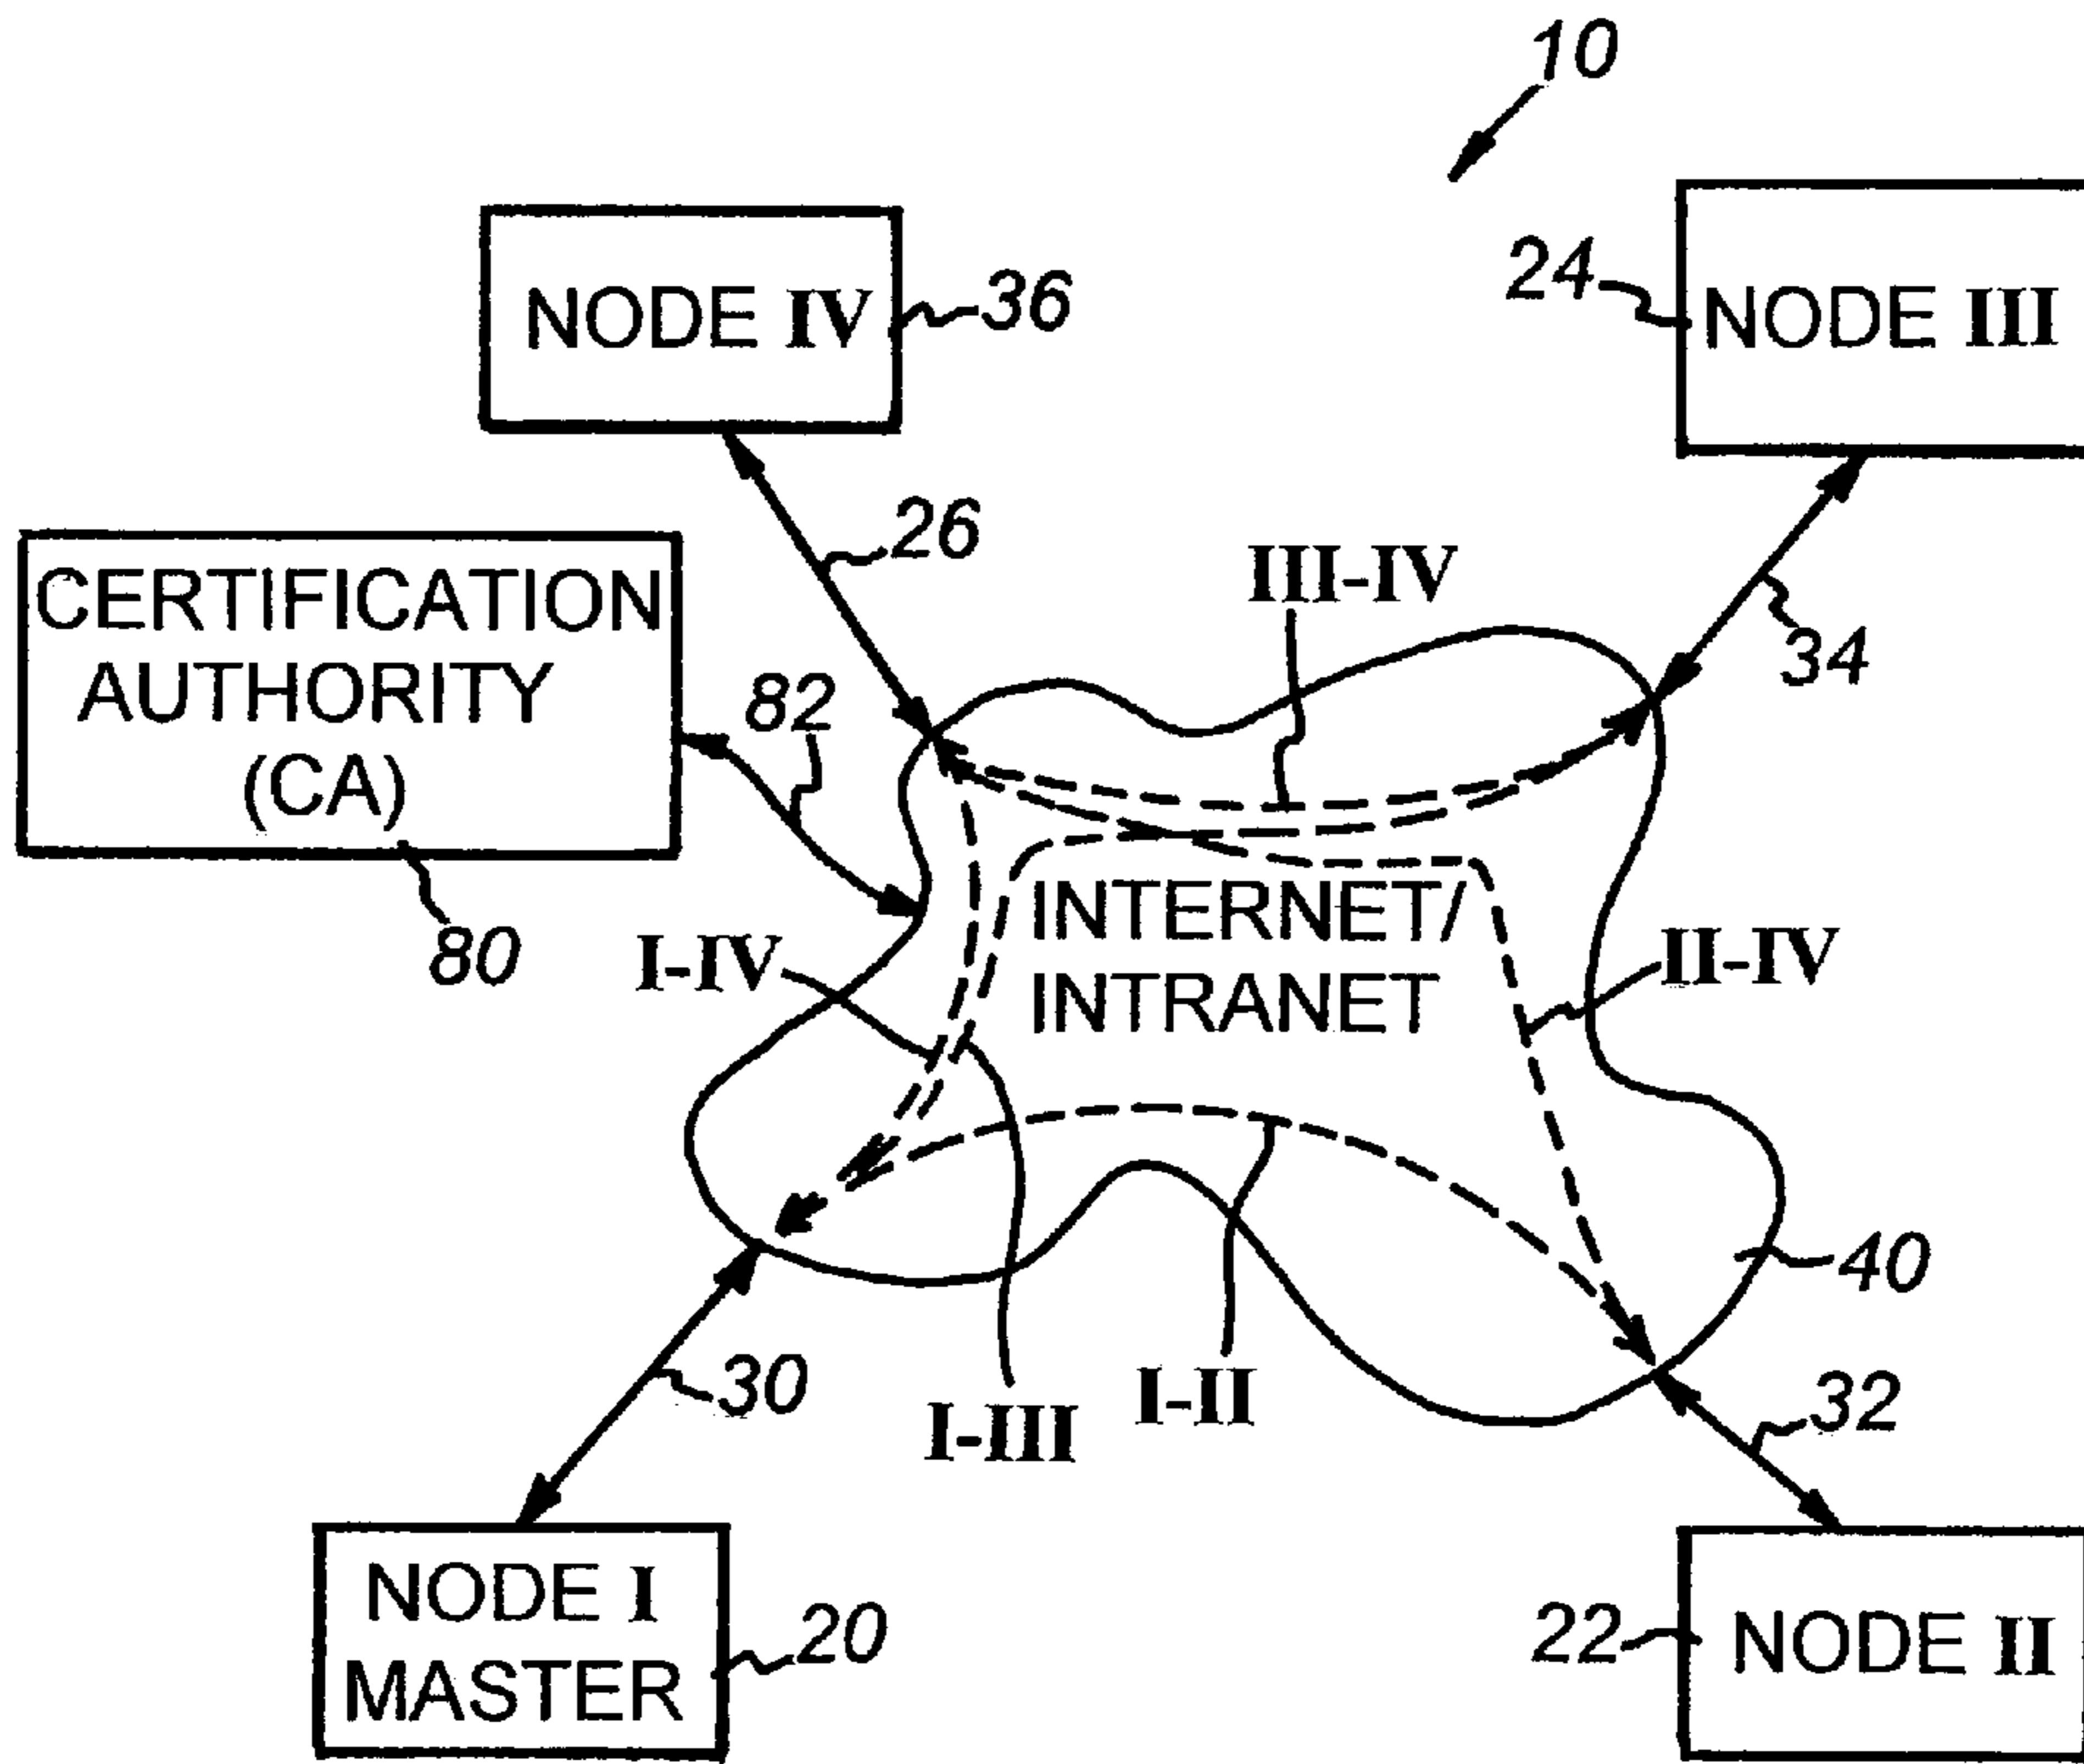 10
NODE IV
36
24
NODE III
26
III-IV
34
CERTIFICATION
AUTHORITY
(CA)
82
80
I-IV
INTERNET/
INTRANET
II-IV
40
30
I-III
I-II
32
NODE I
MASTER
20
22
NODE II